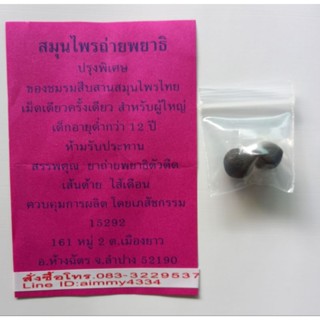 สมุนไพรถ่ายพยาธิ
ปรุงพิเศษ
ของชมรมสืบสานสมุนไพรไทย
เม็ดเดียวครั้งเดียว สำหรับผู้ใหญ่
เด็กอายุต่ำกว่า 12 ปี
ห้ามรับประทาน
สรรพคุณ ยาถ่ายพยาธิตัวตืด
เส้นด้าย ไส้เดือน
ควบคุมการผลิต โดยเภสัชกรรม
15292
161 หมู่ 2 ต.เมืองยาว
อ.ห้างฉัตร จ.ลำปาง 52190
สั่งซื้อโทร.083-3229537
Line ID:aimmy4334